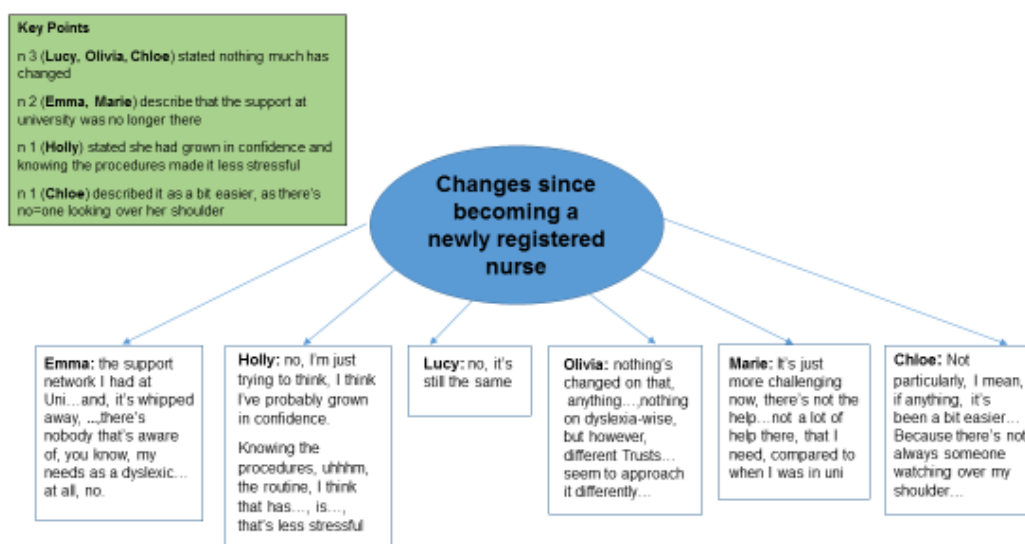 Key Points
n 3 (Lucy, Olivia, Chloe) stated nothing much has
changed
n 2 (Emma, Marie) describe that the support at
university was no longer there
n 1 (Holly) stated she had grown in confidence and
knowing the procedures made it less stressful
n 1 (Chloe) described it as a bit easier, as there's
no=one looking over her shoulder
Changes since
becoming a
newly registered
nurse
Emma: the support
network I had at
Uni…and, it's whipped
away, ...,there's
nobody that's aware
of, you know, my
needs as a dyslexic…
at all, no.
Holly: no, I'm just
trying to think, I think
I've probably grown
in confidence.
Knowing the
procedures, uhhhm,
the routine, I think
that has…, is…,
that's less stressful
Lucy: no, it's
still the same
Olivia: nothing's
changed on that,
anything…,nothing
on dyslexia-wise,
but however,
different Trusts…
seem to approach
it differently…
Marie: It's just
more challenging
now, there's not the
help…not a lot of
help there, that I
need, compared to
when I was in uni
Chloe: Not
particularly, I mean,
if anything, it's
been a bit easier…
Because there's not
always someone
watching over my
shoulder…